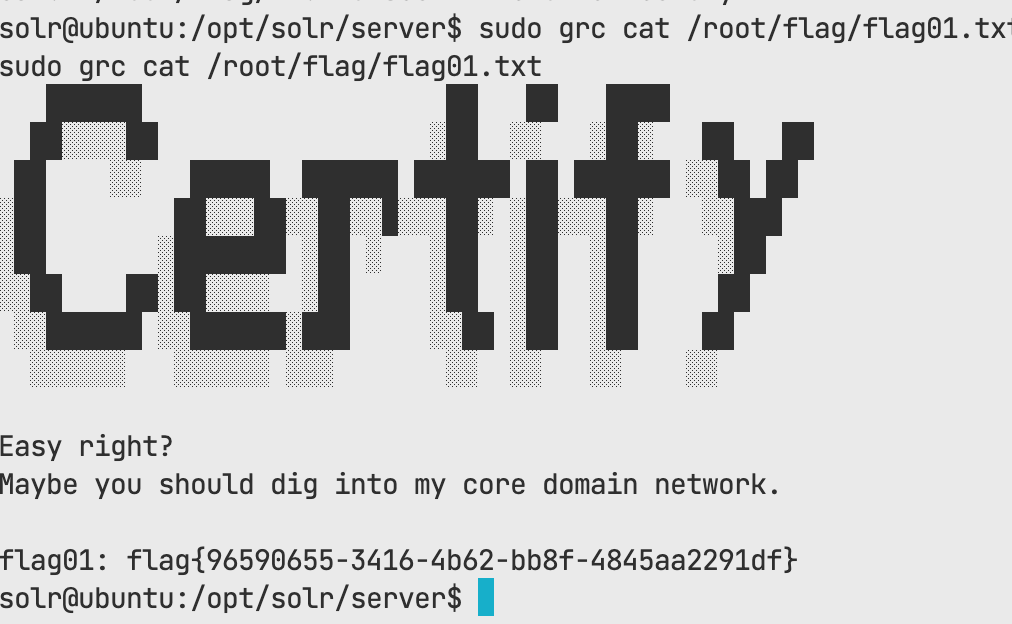 solr@ubuntu:/opt/solr/server$ sudo grc cat /root/flag/flag01.txt
sudo grc cat /root/flag/flag01.txt
Certify
Easy right?
Maybe you should dig into my core domain network.
flag01: flag{96590655-3416-4b62-bb8f-4845aa2291df}
solr@ubuntu:/opt/solr/server$